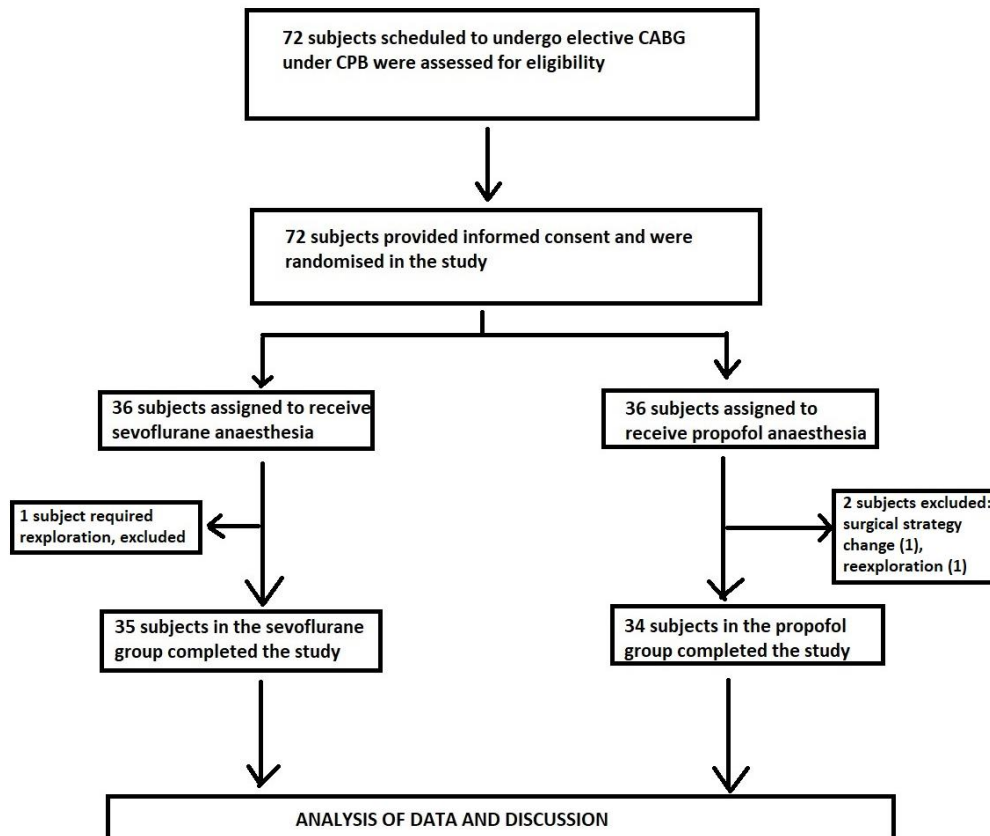 72 subjects scheduled to undergo elective CABG
under CPB were assessed for eligibility
72 subjects provided informed consent and were
randomised in the study
36 subjects assigned to receive
sevoflurane anaesthesia
36 subjects assigned to
receive propofol anaesthesia
1 subject required
rexploration, excluded
2 subjects excluded:
surgical strategy
change (1),
reexploration (1)
35 subjects in the sevoflurane
group completed the study
34 subjects in the propofol
group completed the study
ANALYSIS OF DATA AND DISCUSSION